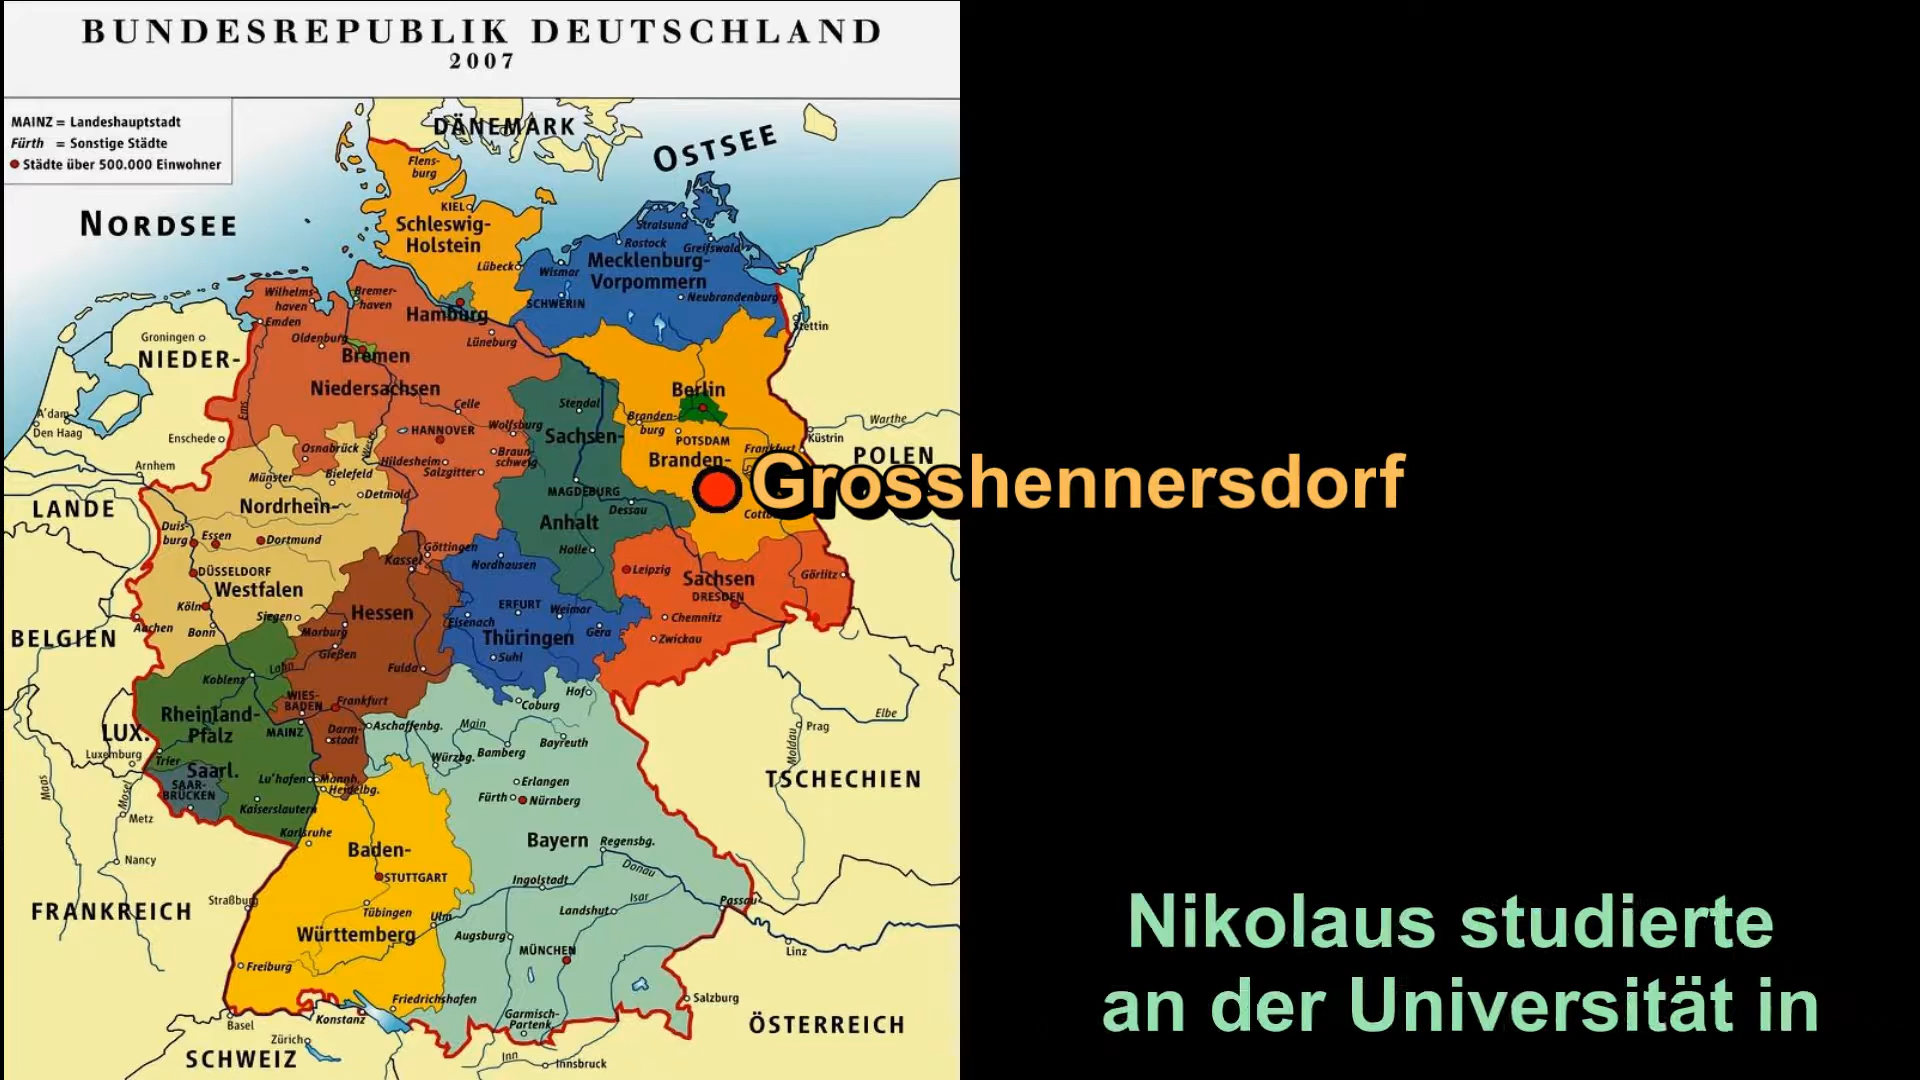 BUNDESREPUBLIK DEUTSCHLAND
2007
MAINZ = Landeshauptstadt
Fürth = Sonstige Städte
Städte über 500.000 Einwohner
DÄNEMARK
OSTSEE
NORDSEE
Flens-
burg
KIEL
Schleswig-
Holstein
Lübeck
Stralsund
Rostock
Greifswald
Wismar
Mecklenburg-
Vorpommern
SCHWERIN
Neubrandenburg
Stettin
Wilhelms-
haven
Bremer-
haven
Emden
Hamburg
Oldenburg
Lüneburg
Bremen
Groningen
NIEDER-
Niedersachsen
Ems
Celle
Stendal
Berlin
Branden-
burg
POTSDAM
A'dam
Den Haag
Enschede
HANNOVER
Wolfsburg
Sachsen-
Warthe
Küstrin
Frankfurt
POLEN
Osnabrück
Weser
Hildesheim
Braun-
schweig
Salzgitter
Branden-
Arnhem
Münster
Bielefeld
Detmold
MAGDEBURG
Grosshennersdorf
LANDE
Nordrhein-
Dessau
Anhalt
Cottb
Duis-
burg
Essen
Dortmund
Göttingen
Kassel
Halle
Nordhausen
DÜSSELDORF
Westfalen
Leipzig
Sachsen
Görlitz
DRESDEN
Köln
Siegen
Hessen
ERFURT
Weimar
Eisenach
Thüringen
Gera
Chemnitz
Zwickau
BELGIEN
Aachen
Bonn
Marburg
Gießen
Suhl
Fulda
Lahn
Koblenz
WIES-
BADEN
Frankfurt
Hof
Coburg
Elbe
Rheinland-
Pfalz
MAINZ
Darm-
stadt
Aschaffenbg.
Main
Bamberg
Bayreuth
Prag
Moldau
LUX.
Luxemburg
Trier
Würzbg.
Saarl.
SAAR-
BRÜCKEN
Lu'hafen
Mannh.
Heidelbg.
Erlangen
Fürth
Nürnberg
TSCHECHIEN
Maas
Mosel
Metz
Kaiserslautern
Karlsruhe
Nancy
Baden-
Bayern
Regensbg.
Donau
STUTTGART
Ingolstadt
Isar
FRANKREICH
Straßburg
Tübingen
Ulm
Landshut
Passau
Württemberg
Augsburg
MÜNCHEN
Linz
Freiburg
Friedrichshafen
Salzburg
Garmisch-
Partenk.
Basel
Konstanz
Zürich
ÖSTERREICH
SCHWEIZ
Inn
Innsbruck
Nikolaus studierte
an der Universität in